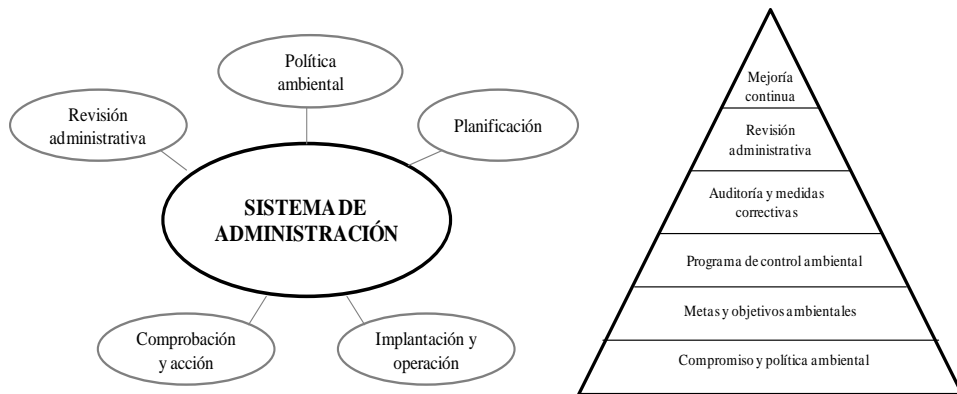 Política
ambiental
Revisión
administrativa
Planificación
SISTEMA DE
ADMINISTRACIÓN
Comprobación
y acción
Implantación y
operación
Mejoría
continua
Revisión
administrativa
Auditoría y medidas
correctivas
Programa de control ambiental
Metas y objetivos ambientales
Compromiso y política ambiental